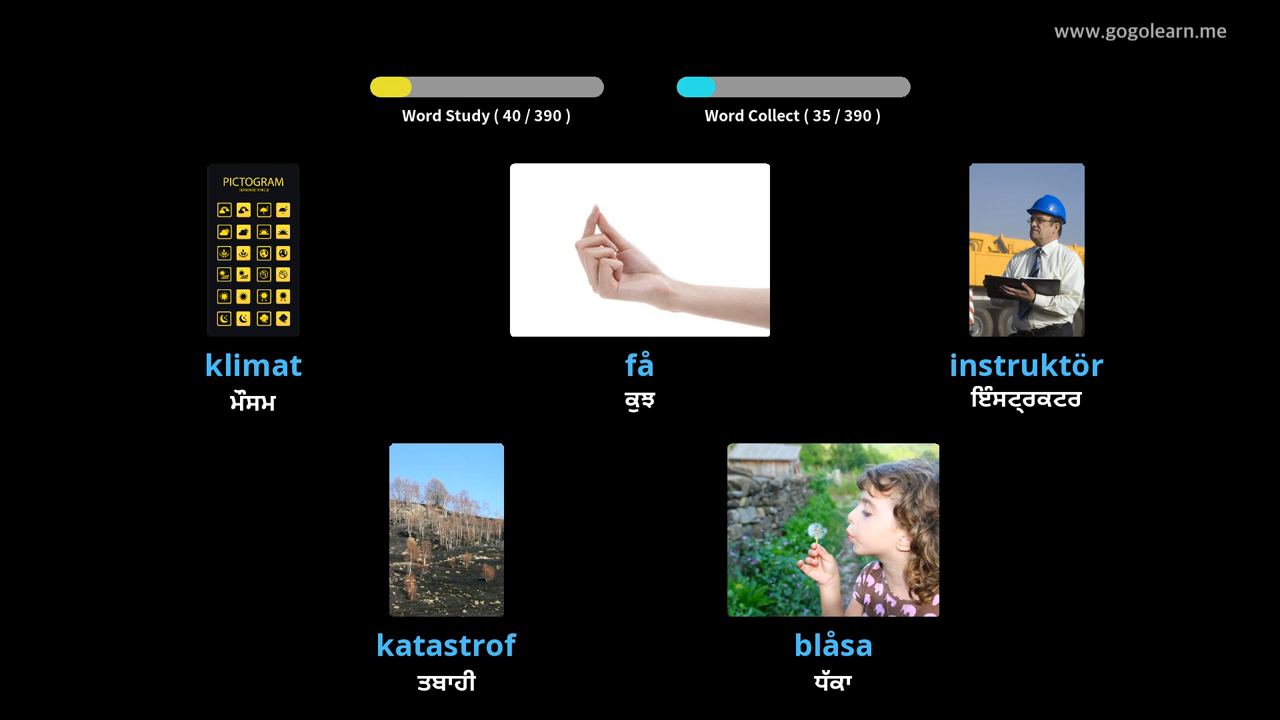 www.gogolearn.me
Word Study ( 40 / 390 )
Word Collect ( 35 / 390 )
PICTOGRAM
klimat
ਮੌਸਮ
få
ਕੁਝ
instruktör
ਇੰਸਟ੍ਰਕਟਰ
katastrof
ਤਬਾਹੀ
blåsa
ਧੱਕਾ